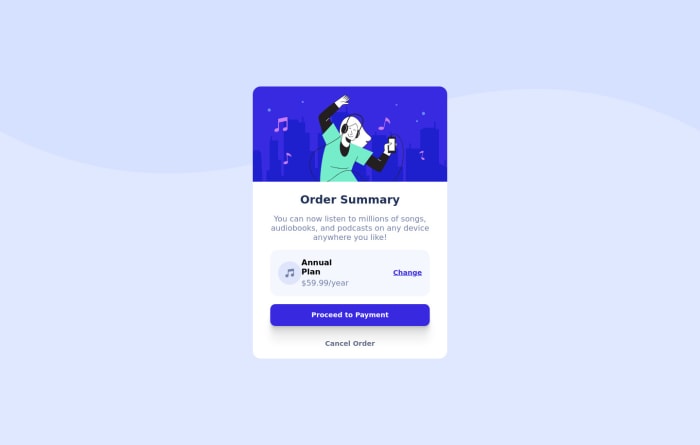 Order Summary
You can now listen to millions of songs,
audiobooks, and podcasts on any device
anywhere you like!
Annual
Plan
$59.99/year
Change
Proceed to Payment
Cancel Order